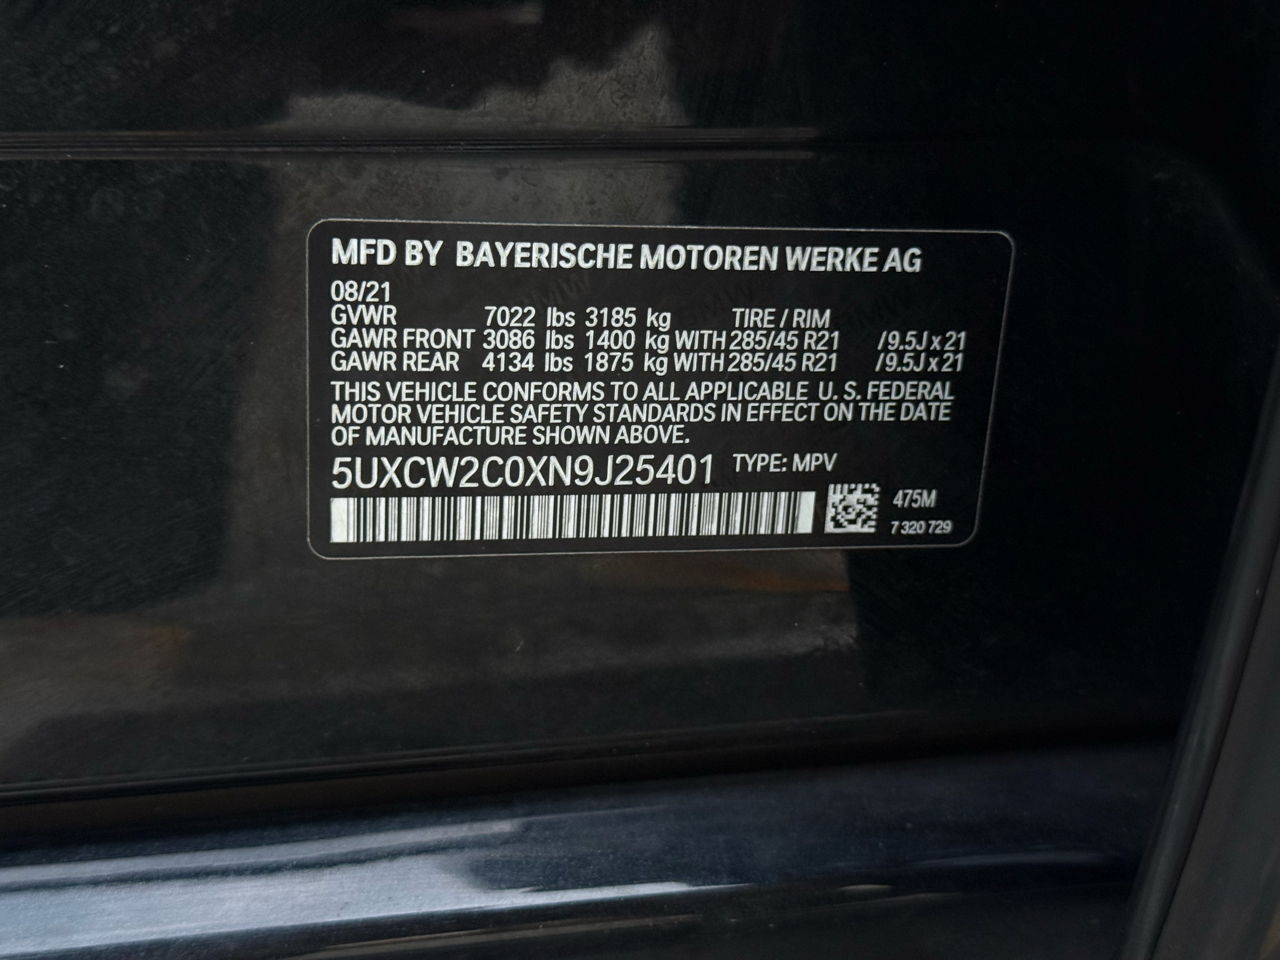 MFD BY BAYERISCHE MOTOREN WERKE AG
08/21
GVWR 7022 lbs 3185 kg TIRE / RIM
GAWR FRONT 3086 lbs 1400 kg WITH 285/45 R21 /9.5J x 21
GAWR REAR 4134 lbs 1875 kg WITH 285/45 R21 /9.5J x 21
THIS VEHICLE CONFORMS TO ALL APPLICABLE U. S. FEDERAL
MOTOR VEHICLE SAFETY STANDARDS IN EFFECT ON THE DATE
OF MANUFACTURE SHOWN ABOVE.
5UXCW2C0XN9J25401 TYPE: MPV
475M
7 320 729